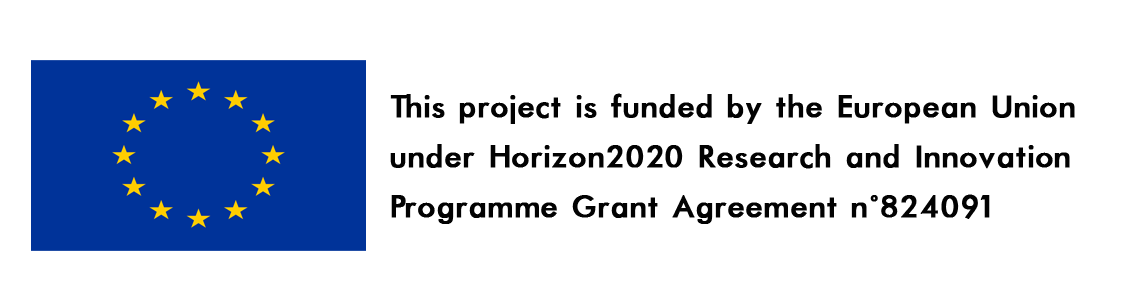 This project is funded by the European Union
under Horizon2020 Research and Innovation
Programme Grant Agreement n°824091